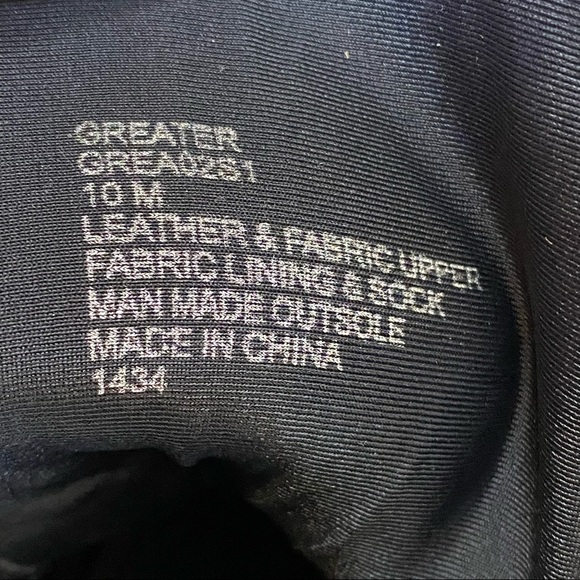 GREATER
GREA02S1
10 M
LEATHER & FABRIC UPPER
FABRIC LINING & SOCK
MAN MADE OUTSOLE
MADE IN CHINA
1434